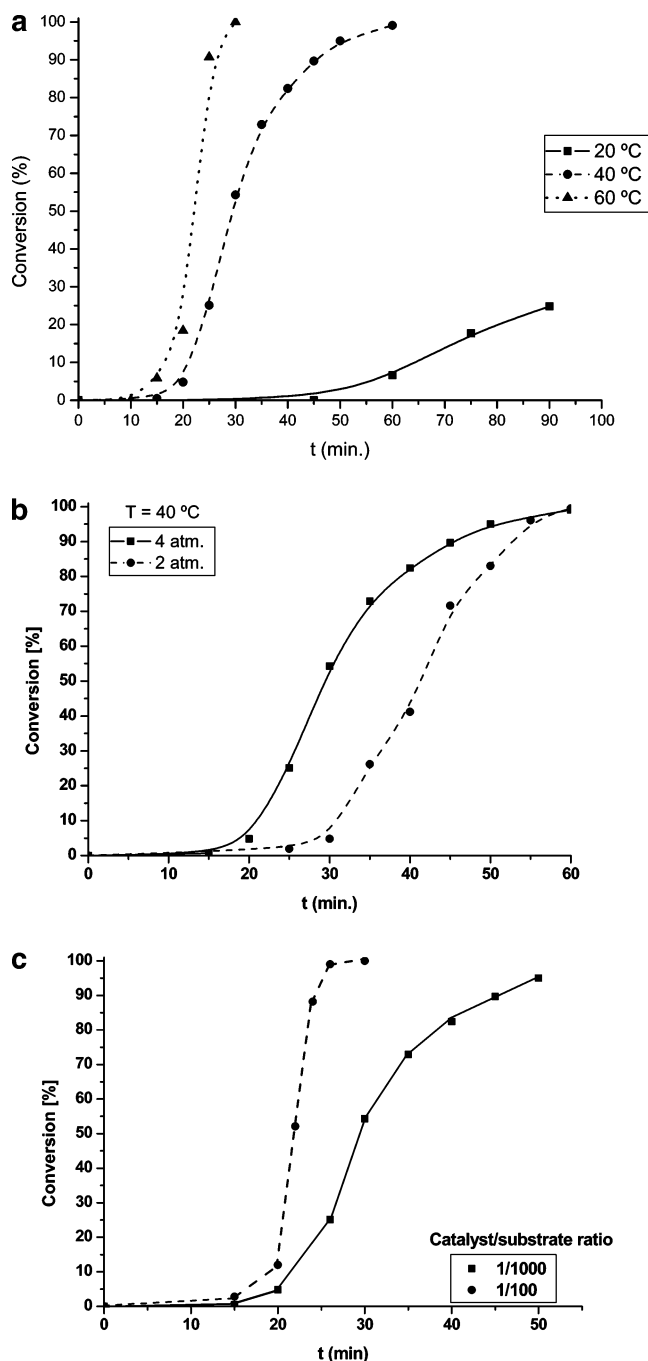 a
100
90
80
70
60
50
40
30
20
10
0
Conversion (%)
20 ºC
40 ºC
60 ºC
0 10 20 30 40 50 60 70 80 90 100
t (min.)
b
T = 40 ºC
4 atm.
2 atm.
100
90
80
70
60
50
40
30
20
10
0
Conversion [%]
0 10 20 30 40 50 60
t (min.)
c
100
90
80
70
60
50
40
30
20
10
0
Conversion [%]
Catalyst/substrate ratio
1/1000
1/100
0 10 20 30 40 50
t (min)